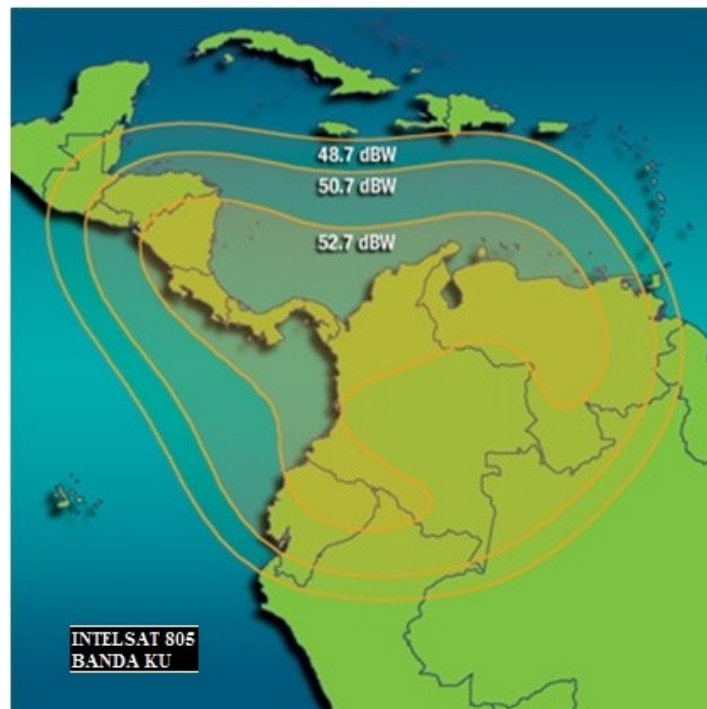 48.7 dBW
50.7 dBW
52.7 dBW
INTELSAT 805
BANDA KU